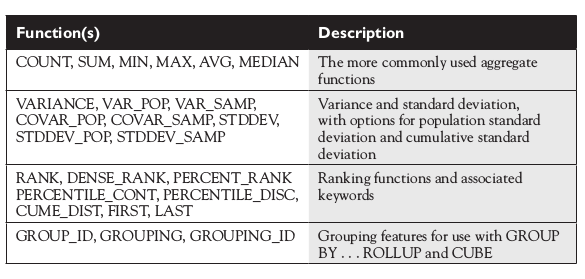 Function(s) Description
COUNT, SUM, MIN, MAX, AVG, MEDIAN The more commonly used aggregate
functions
VARIANCE, VAR_POP, VAR_SAMP, Variance and standard deviation,
COVAR_POP, COVAR_SAMP, STDDEV, with options for population standard
STDDEV_POP, STDDEV_SAMP deviation and cumulative standard
deviation
RANK, DENSE_RANK, PERCENT_RANK Ranking functions and associated
PERCENTILE_CONT, PERCENTILE_DISC, keywords
CUME_DIST, FIRST, LAST
GROUP_ID, GROUPING, GROUPING_ID Grouping features for use with GROUP
BY . . . ROLLUP and CUBE